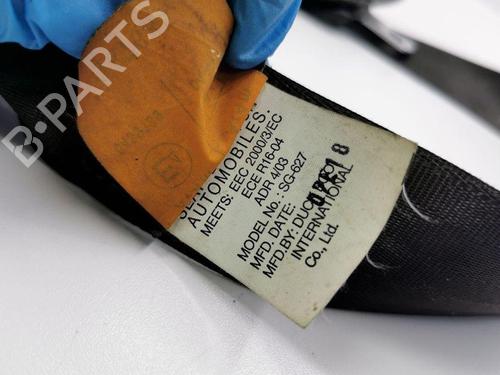 AUTOMOBILES.
MEETS: EEC 2000/3/EC
ECE R16-04
ADR 4/03
MODEL No.: SG-627
MFD. DATE:
MFD.BY:
INTERNATIONAL
Co., Ltd.
B-PARTS